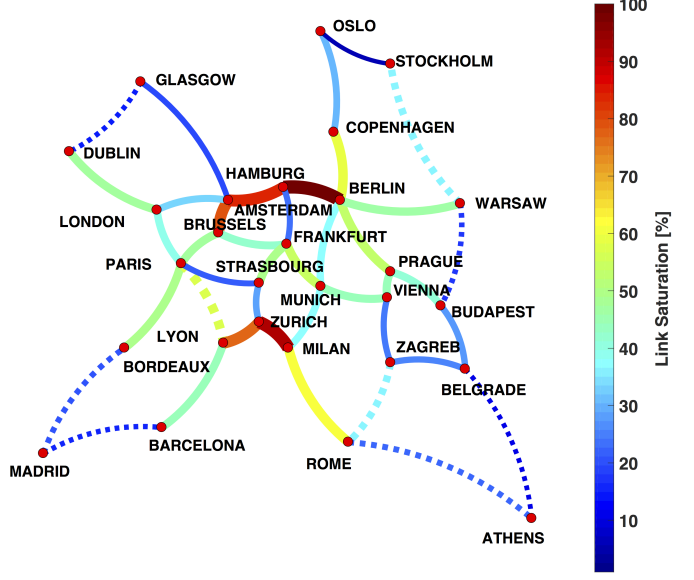 OSLO
STOCKHOLM
GLASGOW
COPENHAGEN
DUBLIN
HAMBURG
BERLIN
WARSAW
AMSTERDAM
LONDON
BRUSSELS
FRANKFURT
PARIS
STRASBOURG
PRAGUE
MUNICH
VIENNA
BUDAPEST
ZURICH
LYON
MILAN
ZAGREB
BORDEAUX
BELGRADE
BARCELONA
ROME
MADRID
ATHENS
100
90
80
70
60
50
40
30
20
10
Link Saturation [%]